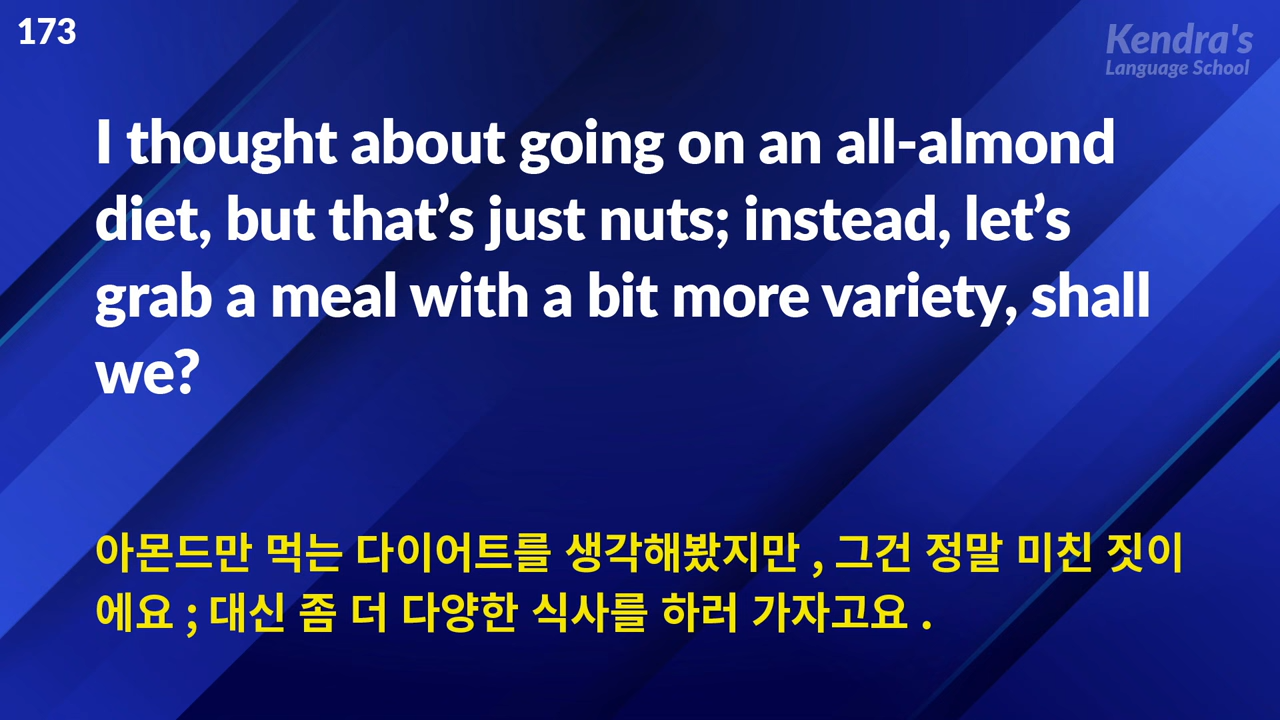 173
Kendra's
Language School
I thought about going on an all-almond
diet, but that’s just nuts; instead, let’s
grab a meal with a bit more variety, shall
we?
아몬드만 먹는 다이어트를 생각해봤지만 , 그건 정말 미친 짓이
에요 ; 대신 좀 더 다양한 식사를 하러 가자고요 .